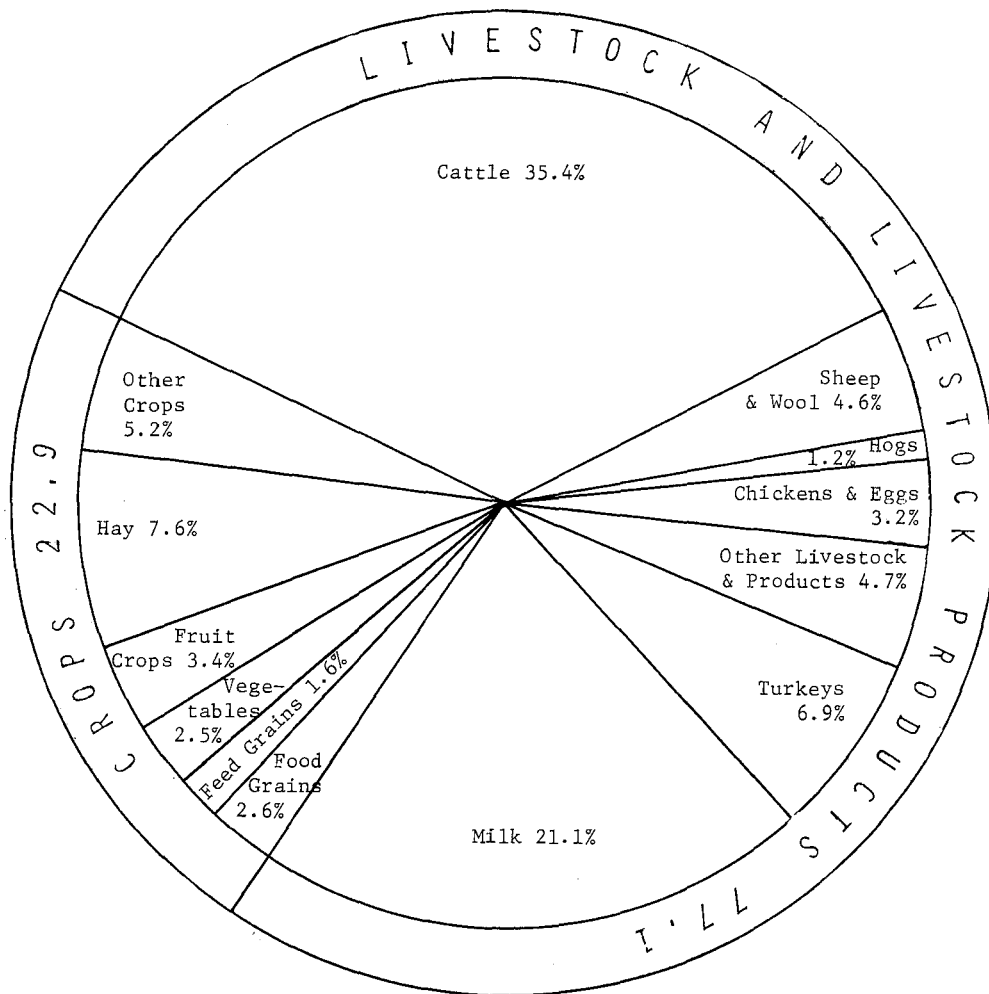 LIVESTOCK AND LIVESTOCK PRODUCTS 77.1
Cattle 35.4%
Sheep
& Wool 4.6%
Hogs
1.2%
Chickens & Eggs
3.2%
Other Livestock
& Products 4.7%
Turkeys
6.9%
Milk 21.1%
CROPS 22.9
Other
Crops
5.2%
Hay 7.6%
Fruit
Crops 3.4%
Vege-
tables
2.5%
Feed Grains 1.6%
Food
Grains
2.6%